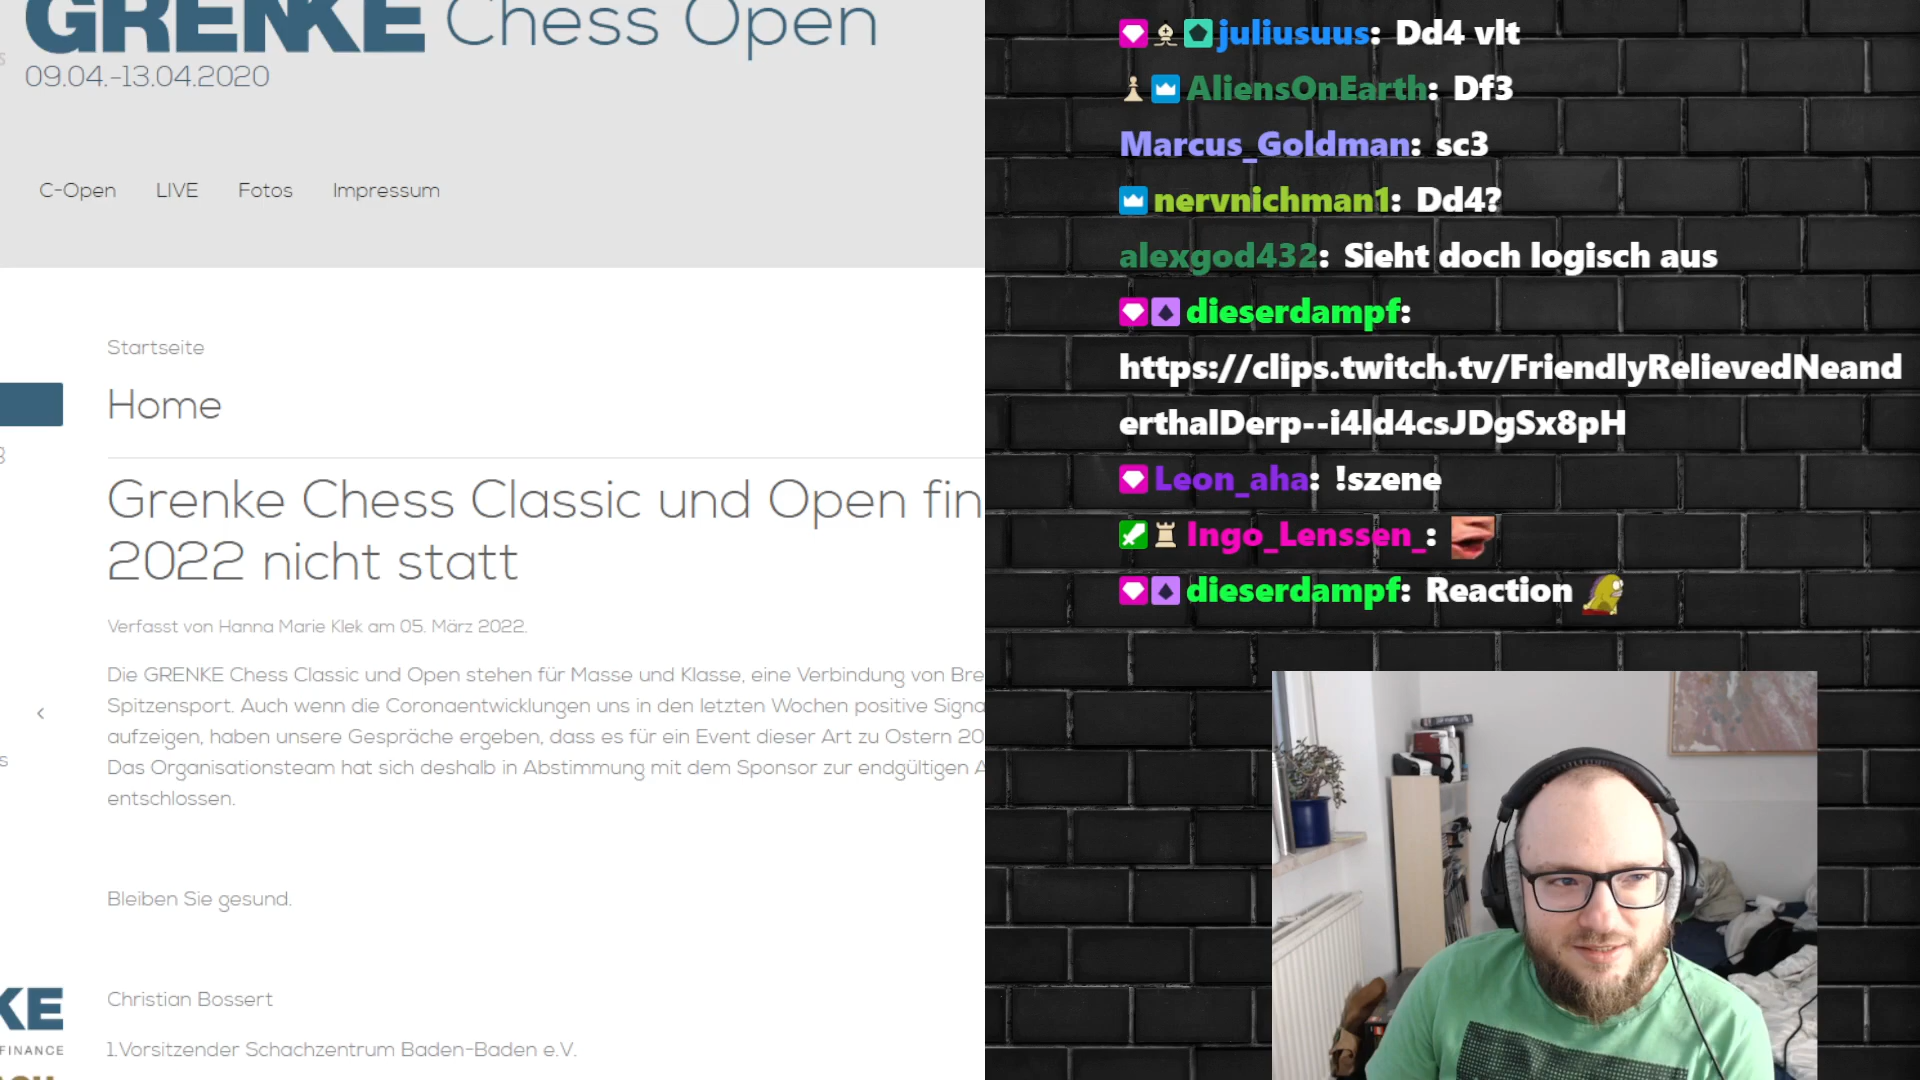 GRENKE Chess Open
09.04.-13.04.2020
C-Open LIVE Fotos Impressum
Startseite
Home
Grenke Chess Classic und Open fin
2022 nicht statt
Verfasst von Hanna Marie Klek am 05. März 2022.
Die GRENKE Chess Classic und Open stehen für Masse und Klasse, eine Verbindung von Bre
Spitzensport. Auch wenn die Coronaentwicklungen uns in den letzten Wochen positive Signa
aufzeigen, haben unsere Gespräche ergeben, dass es für ein Event dieser Art zu Ostern 20
Das Organisationsteam hat sich deshalb in Abstimmung mit dem Sponsor zur endgültigen A
entschlossen.
Bleiben Sie gesund.
KE
FINANCE
Christian Bossert
1.Vorsitzender Schachzentrum Baden-Baden e.V.
juliusuus: Dd4 vlt
AliensOnEarth: Df3
Marcus_Goldman: sc3
nervnichman1: Dd4?
alexgod432: Sieht doch logisch aus
dieserdampf:
https://clips.twitch.tv/FriendlyRelievedNeand
erthalDerp--i4ld4csJDgSx8pH
Leon_aha: !szene
Ingo_Lenssen_:
dieserdampf: Reaction